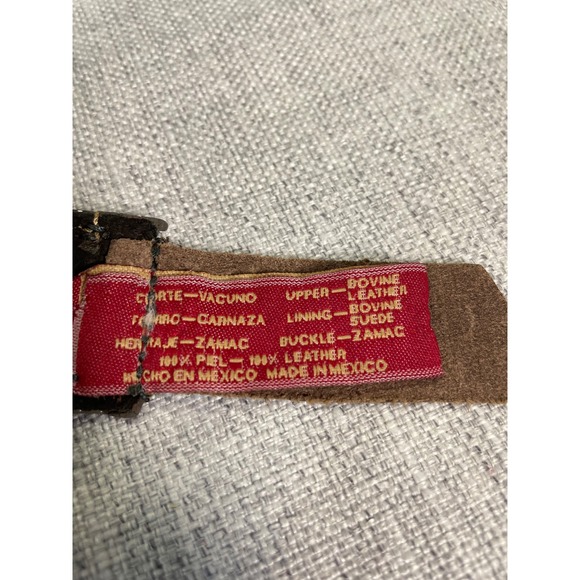 CORTE—VACUNO UPPER—BOVINE LEATHER
FORRO—CARNAZA LINING—BOVINE SUEDE
HERRAJE—ZAMAC BUCKLE—ZAMAC
100% PIEL— 100% LEATHER
HECHO EN MEXICO MADE IN MEXICO